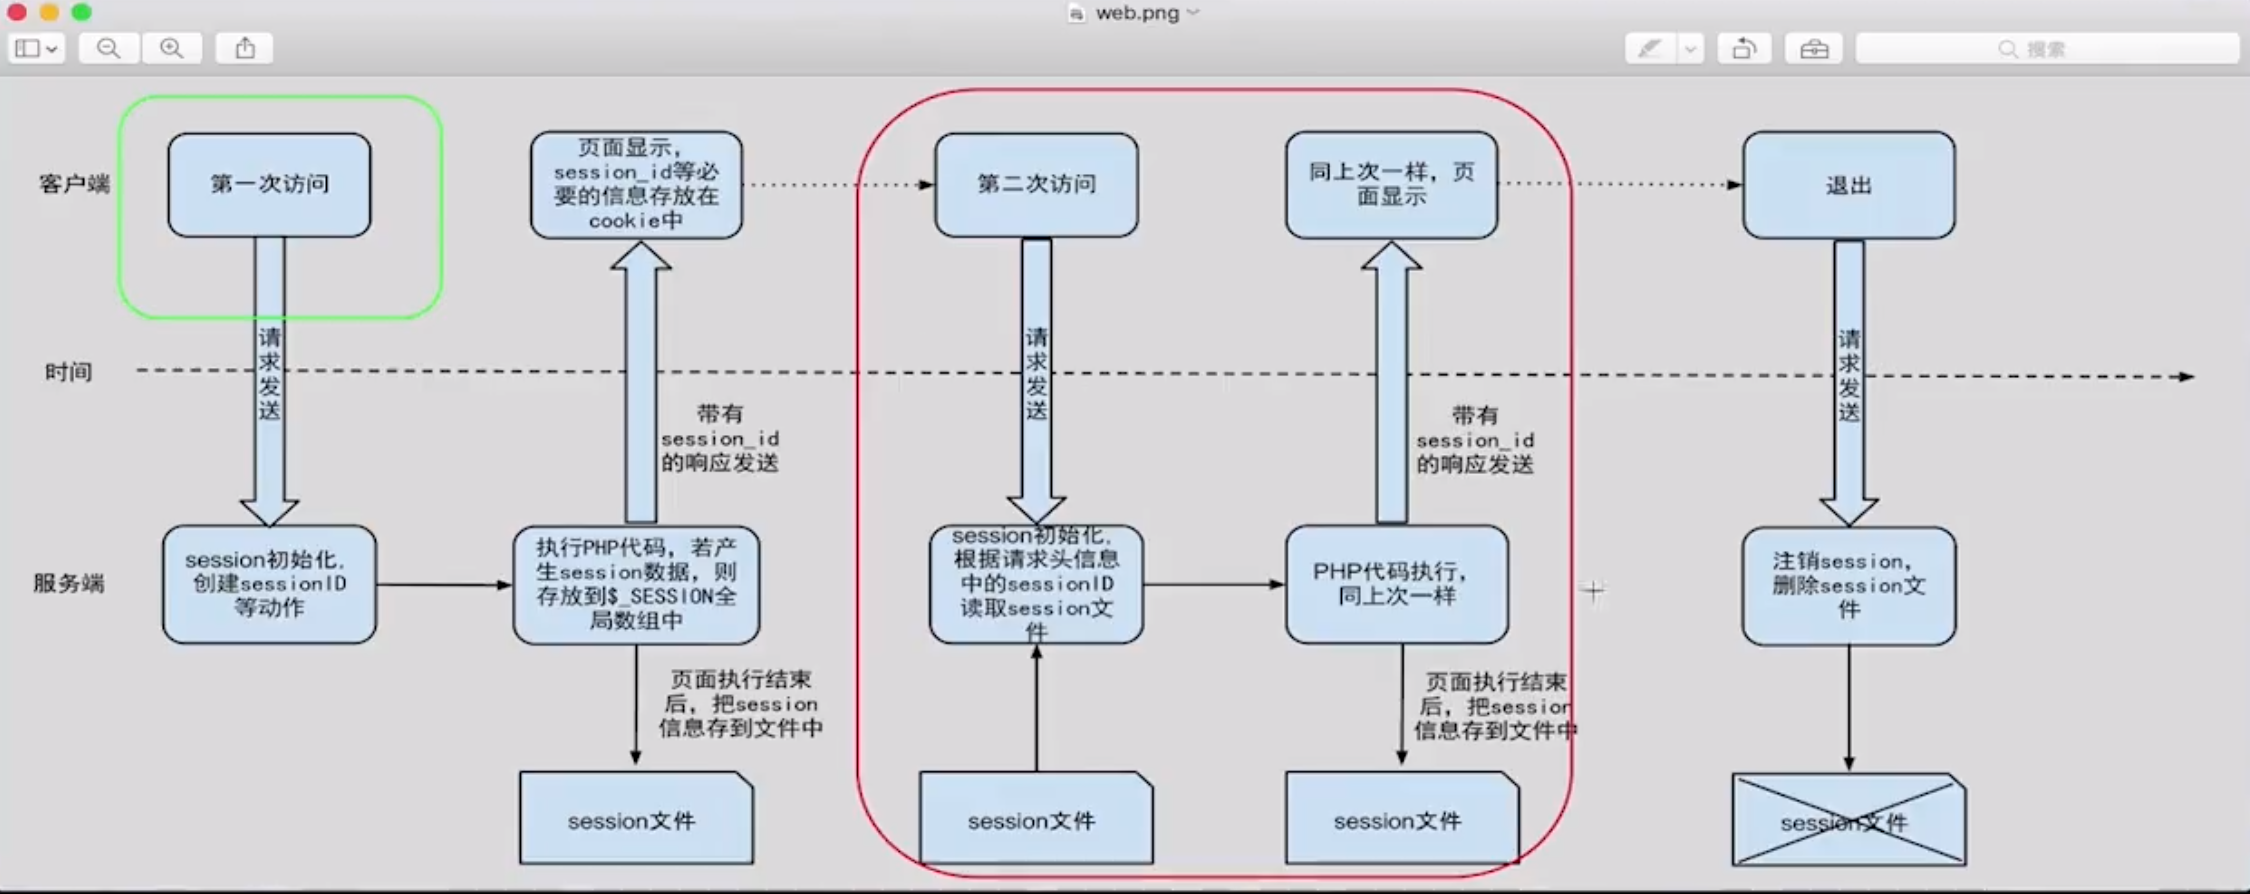 web.png
搜索
客户端
第一次访问
页面显示，
session_id等必
要的信息存放在
cookie中
第二次访问
同上次一样，页
面显示
退出
时间
请
求
发
送
带有
session_id
的响应发送
请
求
发
送
带有
session_id
的响应发送
请
求
发
送
服务端
session初始化，
创建sessionID
等动作
执行PHP代码，若产
生session数据，则
存放到$_SESSION全
局数组中
session初始化，
根据请求头信息
中的sessionID
读取session文
件
PHP代码执行，
同上次一样
注销session，
删除session文
件
页面执行结束
后，把session
信息存到文件中
页面执行结束
后，把session
信息存到文件中
session文件
session文件
session文件
session文件